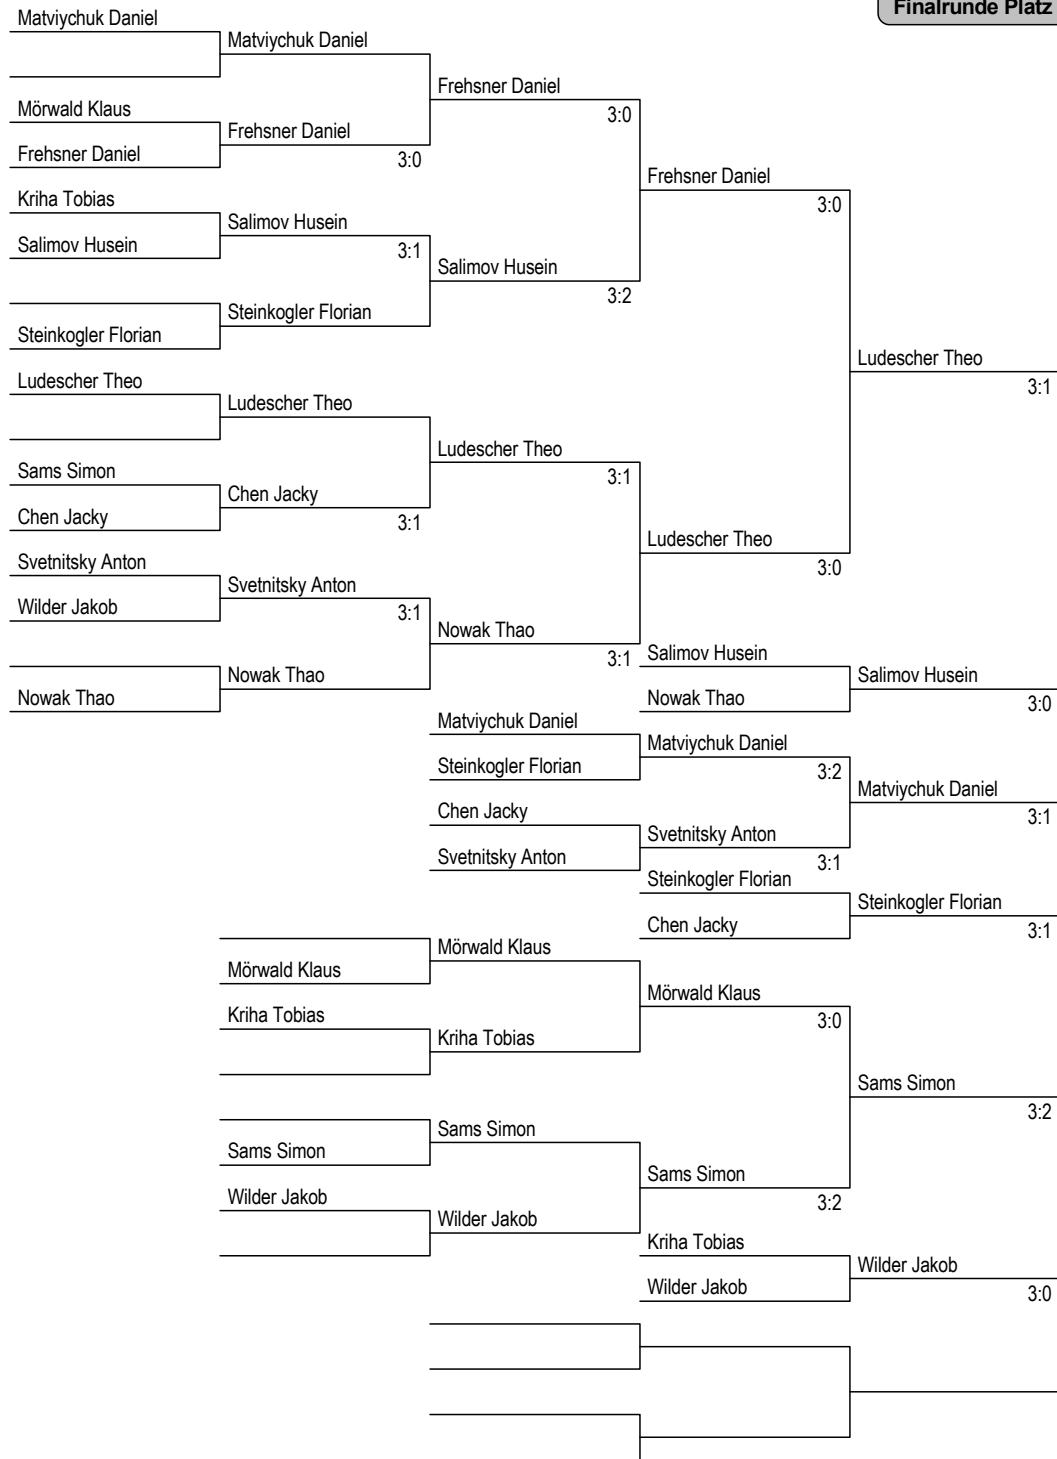 Finalrunde Platz
Matviychuk Daniel
Matviychuk Daniel
Frehsner Daniel
3:0
Mörwald Klaus
Frehsner Daniel
3:0
Frehsner Daniel
Frehsner Daniel
3:0
Kriha Tobias
Salimov Husein
3:1
Salimov Husein
Salimov Husein
3:2
Steinkogler Florian
Steinkogler Florian
Ludescher Theo
3:1
Ludescher Theo
Ludescher Theo
Ludescher Theo
3:1
Sams Simon
Chen Jacky
3:1
Chen Jacky
Ludescher Theo
3:0
Svetnitsky Anton
Svetnitsky Anton
3:1
Wilder Jakob
Nowak Thao
3:1
Nowak Thao
Nowak Thao
Salimov Husein
Salimov Husein
3:0
Nowak Thao
Matviychuk Daniel
Matviychuk Daniel
3:2
Steinkogler Florian
Matviychuk Daniel
3:1
Chen Jacky
Svetnitsky Anton
3:1
Svetnitsky Anton
Steinkogler Florian
Steinkogler Florian
3:1
Chen Jacky
Mörwald Klaus
Mörwald Klaus
Mörwald Klaus
3:0
Kriha Tobias
Kriha Tobias
Sams Simon
3:2
Sams Simon
Sams Simon
Sams Simon
3:2
Wilder Jakob
Wilder Jakob
Kriha Tobias
Wilder Jakob
3:0
Wilder Jakob